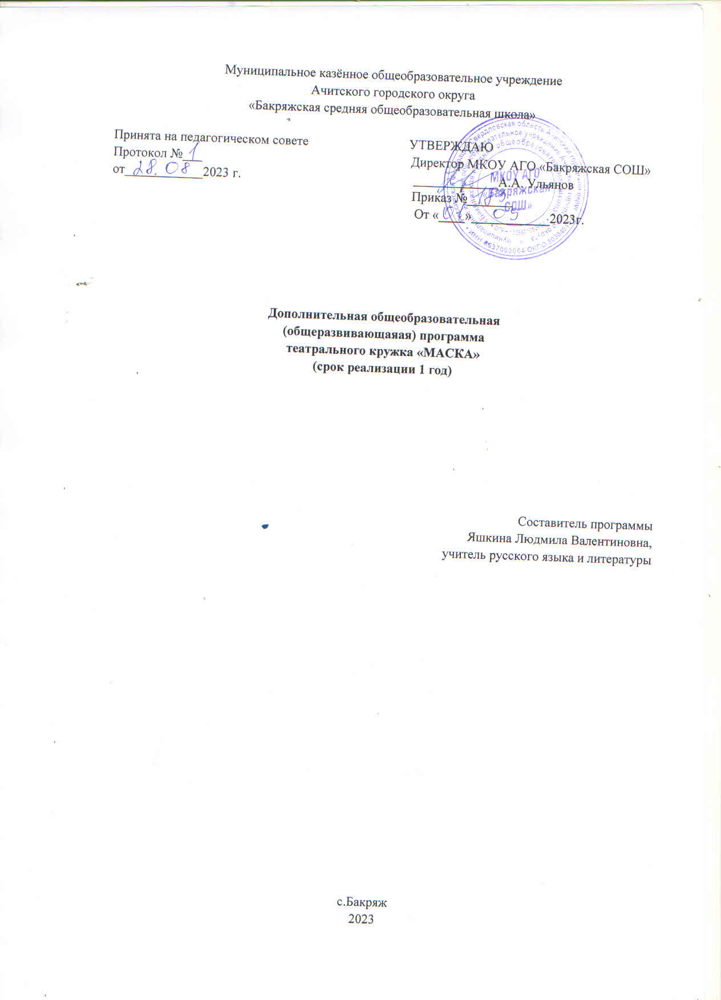 Муниципальное казённое общеобразовательное учреждение
Ачитского городского округа
«Бакряжская средняя общеобразовательная школа»
Принята на педагогическом совете
Протокол № 1
от 28.08 2023 г.
УТВЕРЖДАЮ
Директор МКОУ АГО «Бакряжская СОШ»
А.А. Ульянов
Приказ №
От « » 09 2023г.
МКОУ АГО
«Бакряжская
СОШ»
Дополнительная общеобразовательная
(общеразвивающаяая) программа
театрального кружка «МАСКА»
(срок реализации 1 год)
Составитель программы
Яшкина Людмила Валентиновна,
учитель русского языка и литературы
с.Бакряж
2023